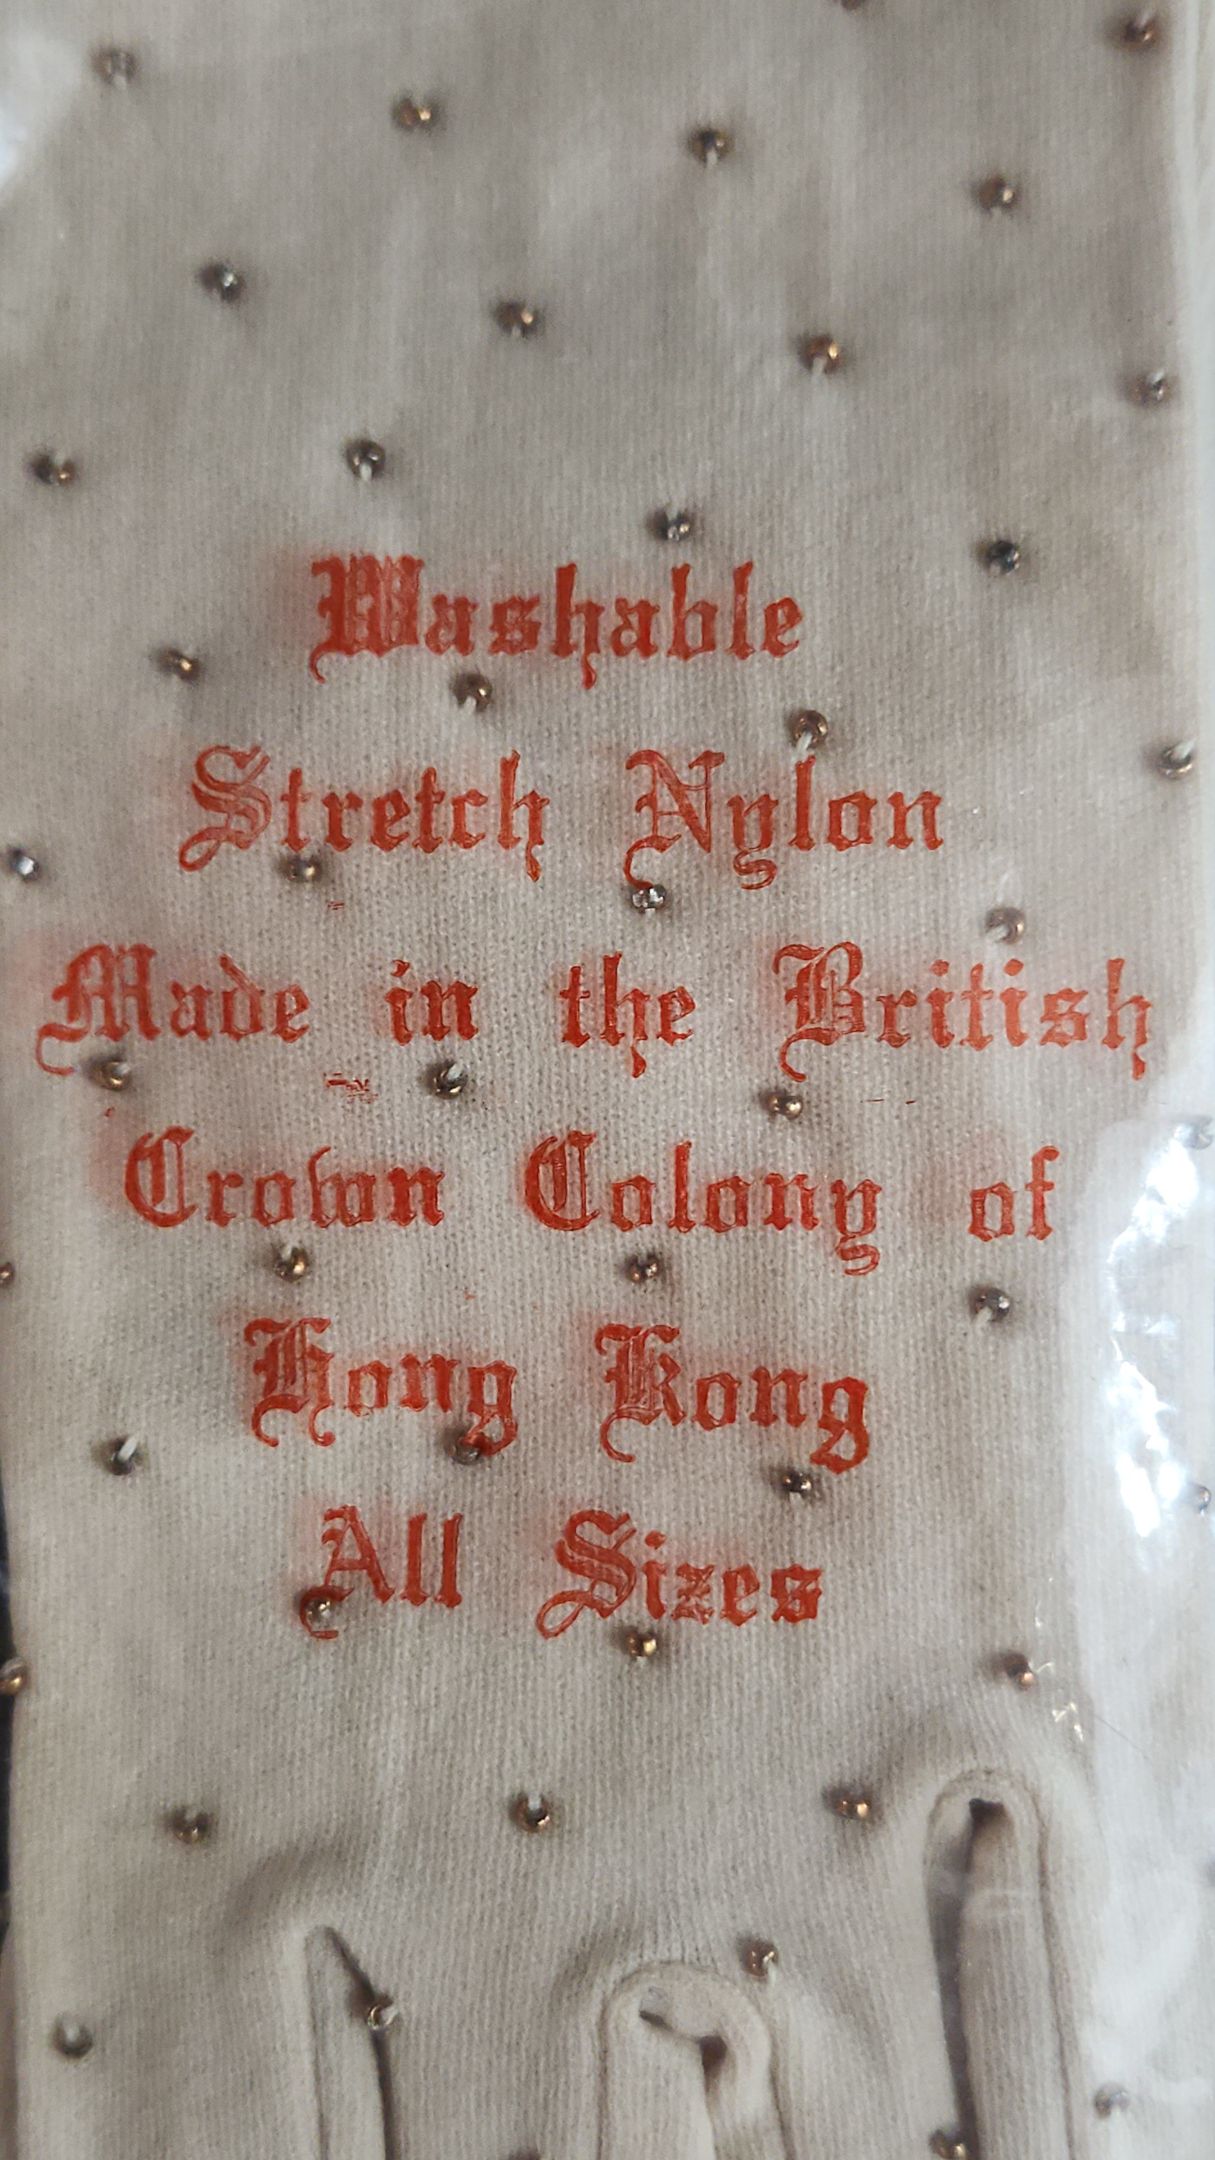 Washable
Stretch Nylon
Made in the British
Crown Colony of
Hong Kong
All Sizes